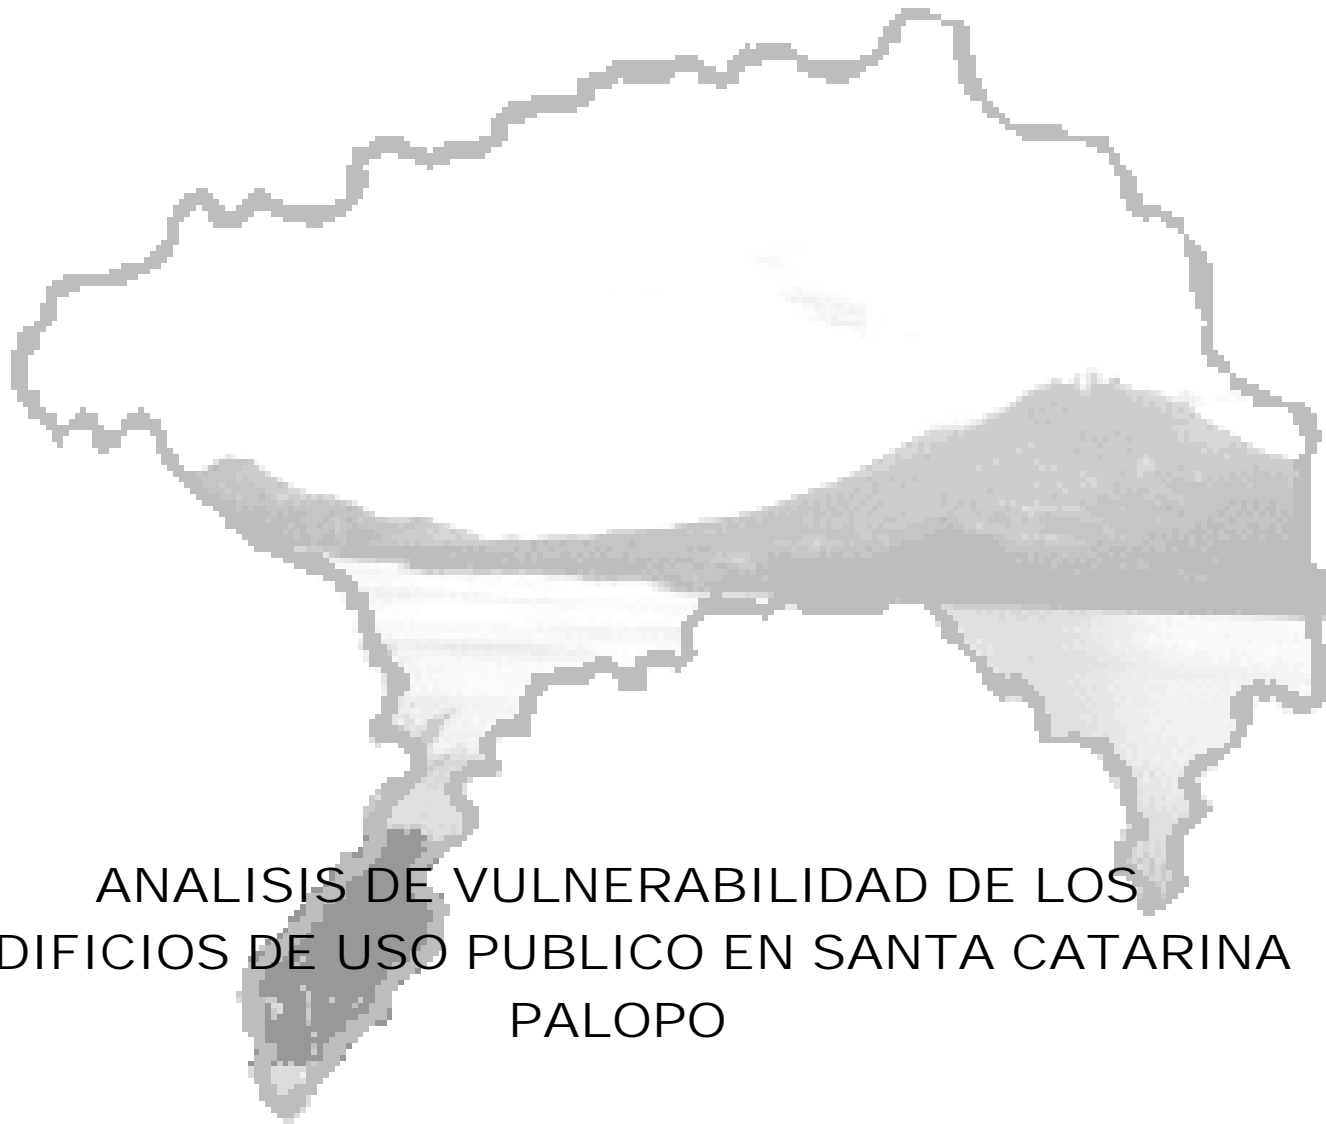 ANALISIS DE VULNERABILIDAD DE LOS
DIFICIOS DE USO PUBLICO EN SANTA CATARINA
PALOPO